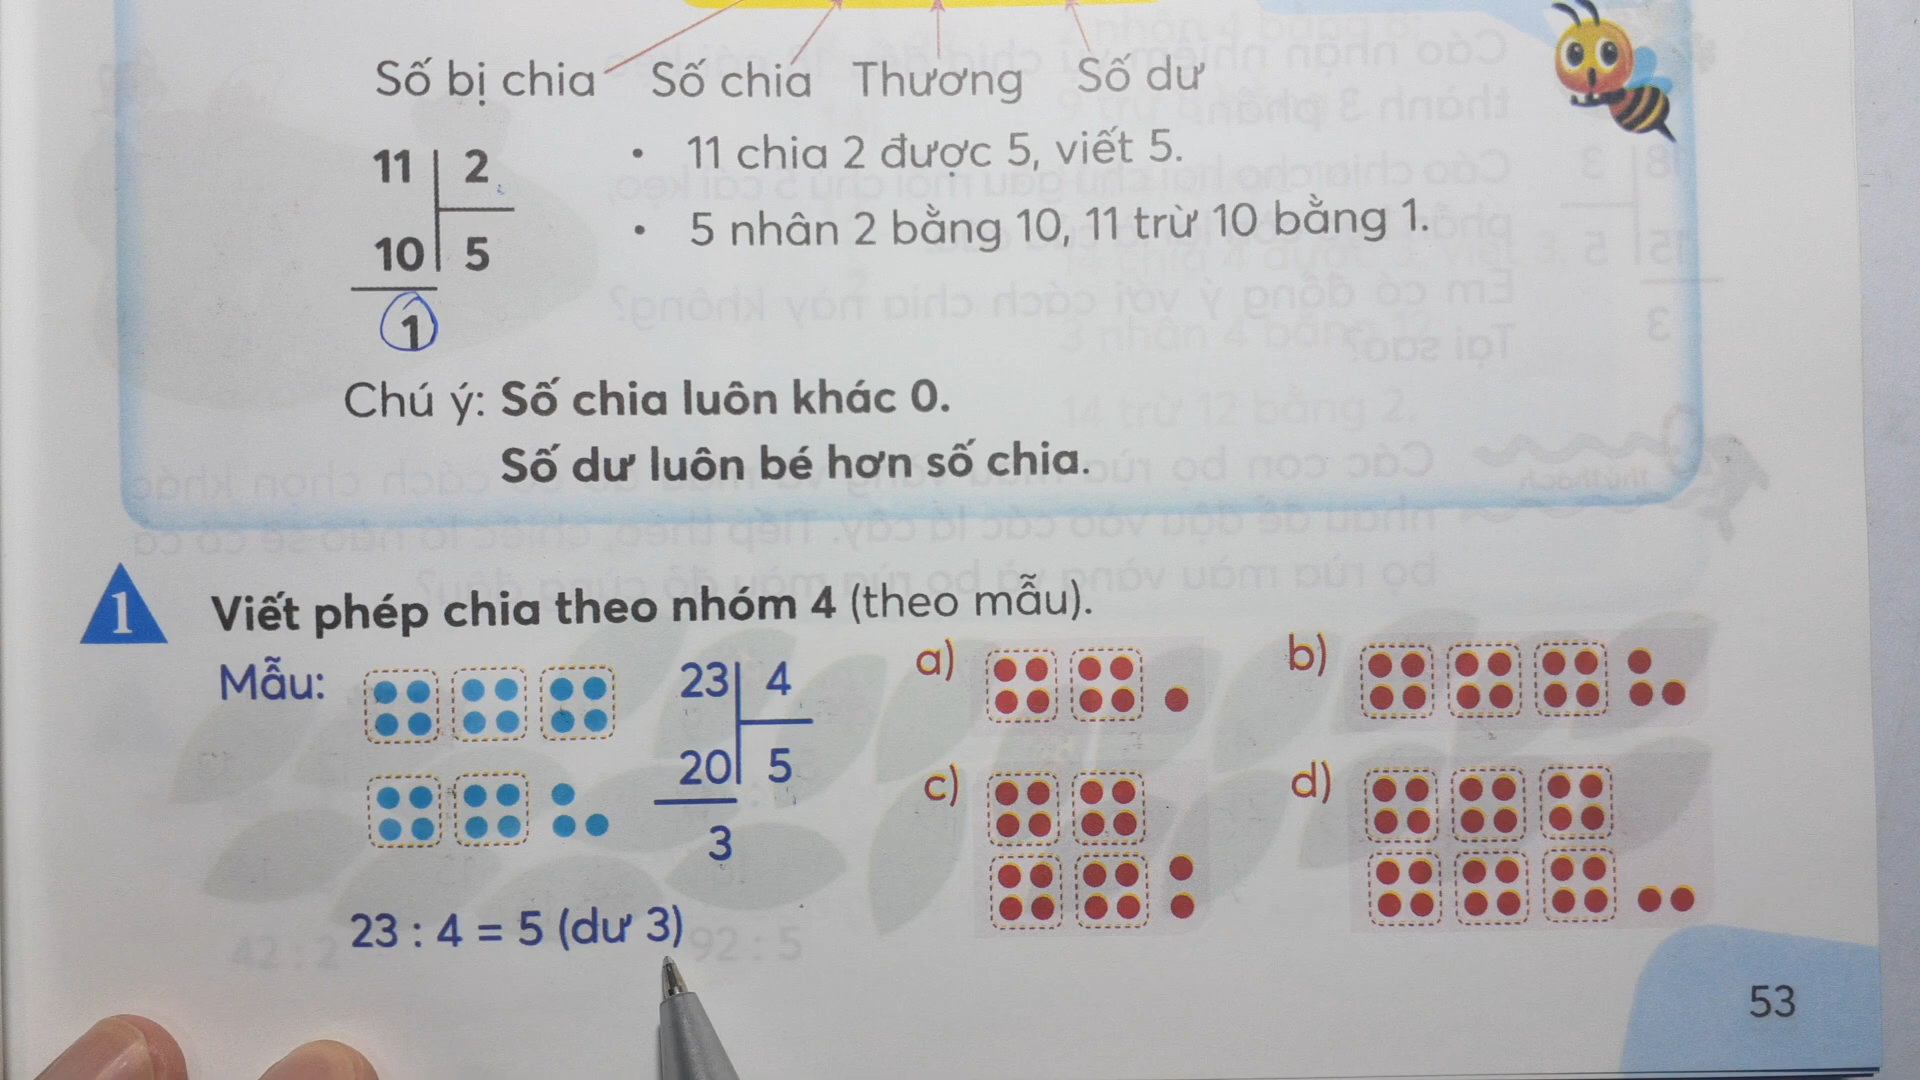 Số bị chia Số chia Thương Số dư
11 2
10 5
1
• 11 chia 2 được 5, viết 5.
• 5 nhân 2 bằng 10, 11 trừ 10 bằng 1.
Chú ý: Số chia luôn khác 0.
Số dư luôn bé hơn số chia.
1 Viết phép chia theo nhóm 4 (theo mẫu).
Mẫu:
23 4
20 5
3
23 : 4 = 5 (dư 3)
a)
b)
c)
d)
53